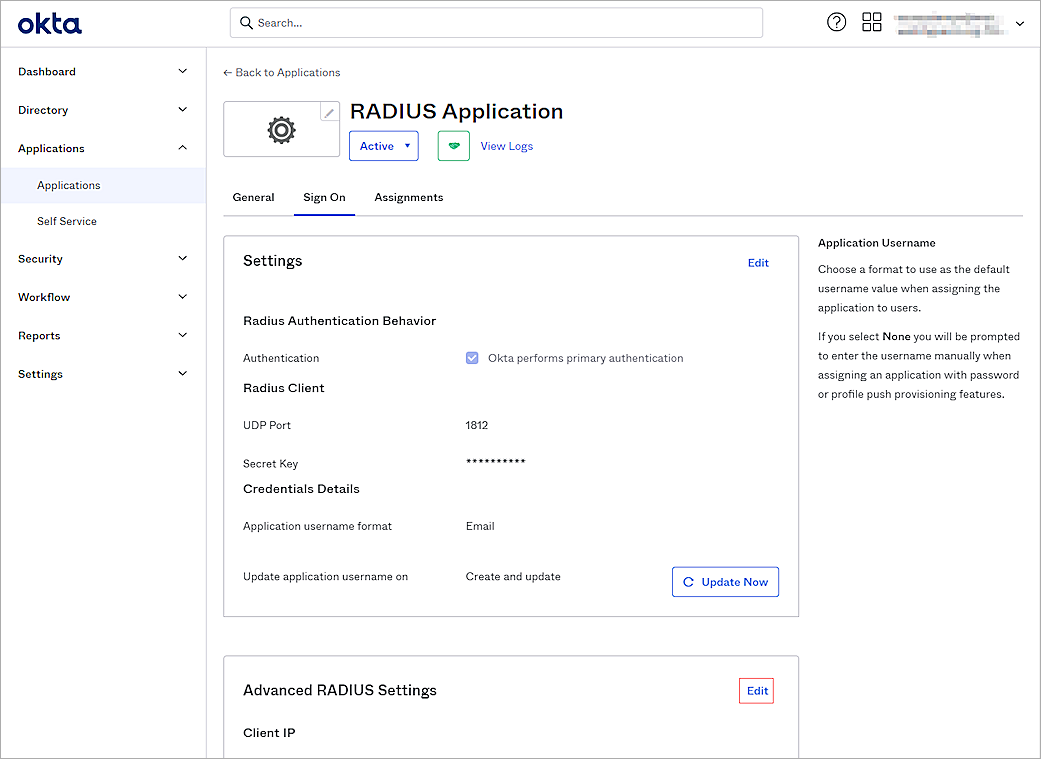 okta
Search...
Dashboard
Directory
Applications
Applications
Self Service
Security
Workflow
Reports
Settings
← Back to Applications
RADIUS Application
Active
View Logs
General
Sign On
Assignments
Settings
Edit
Radius Authentication Behavior
Authentication
Okta performs primary authentication
Radius Client
UDP Port
1812
Secret Key
**********
Credentials Details
Application username format
Email
Update application username on
Create and update
Update Now
Advanced RADIUS Settings
Edit
Client IP
Application Username
Choose a format to use as the default
username value when assigning the
application to users.
If you select None you will be prompted
to enter the username manually when
assigning an application with password
or profile push provisioning features.